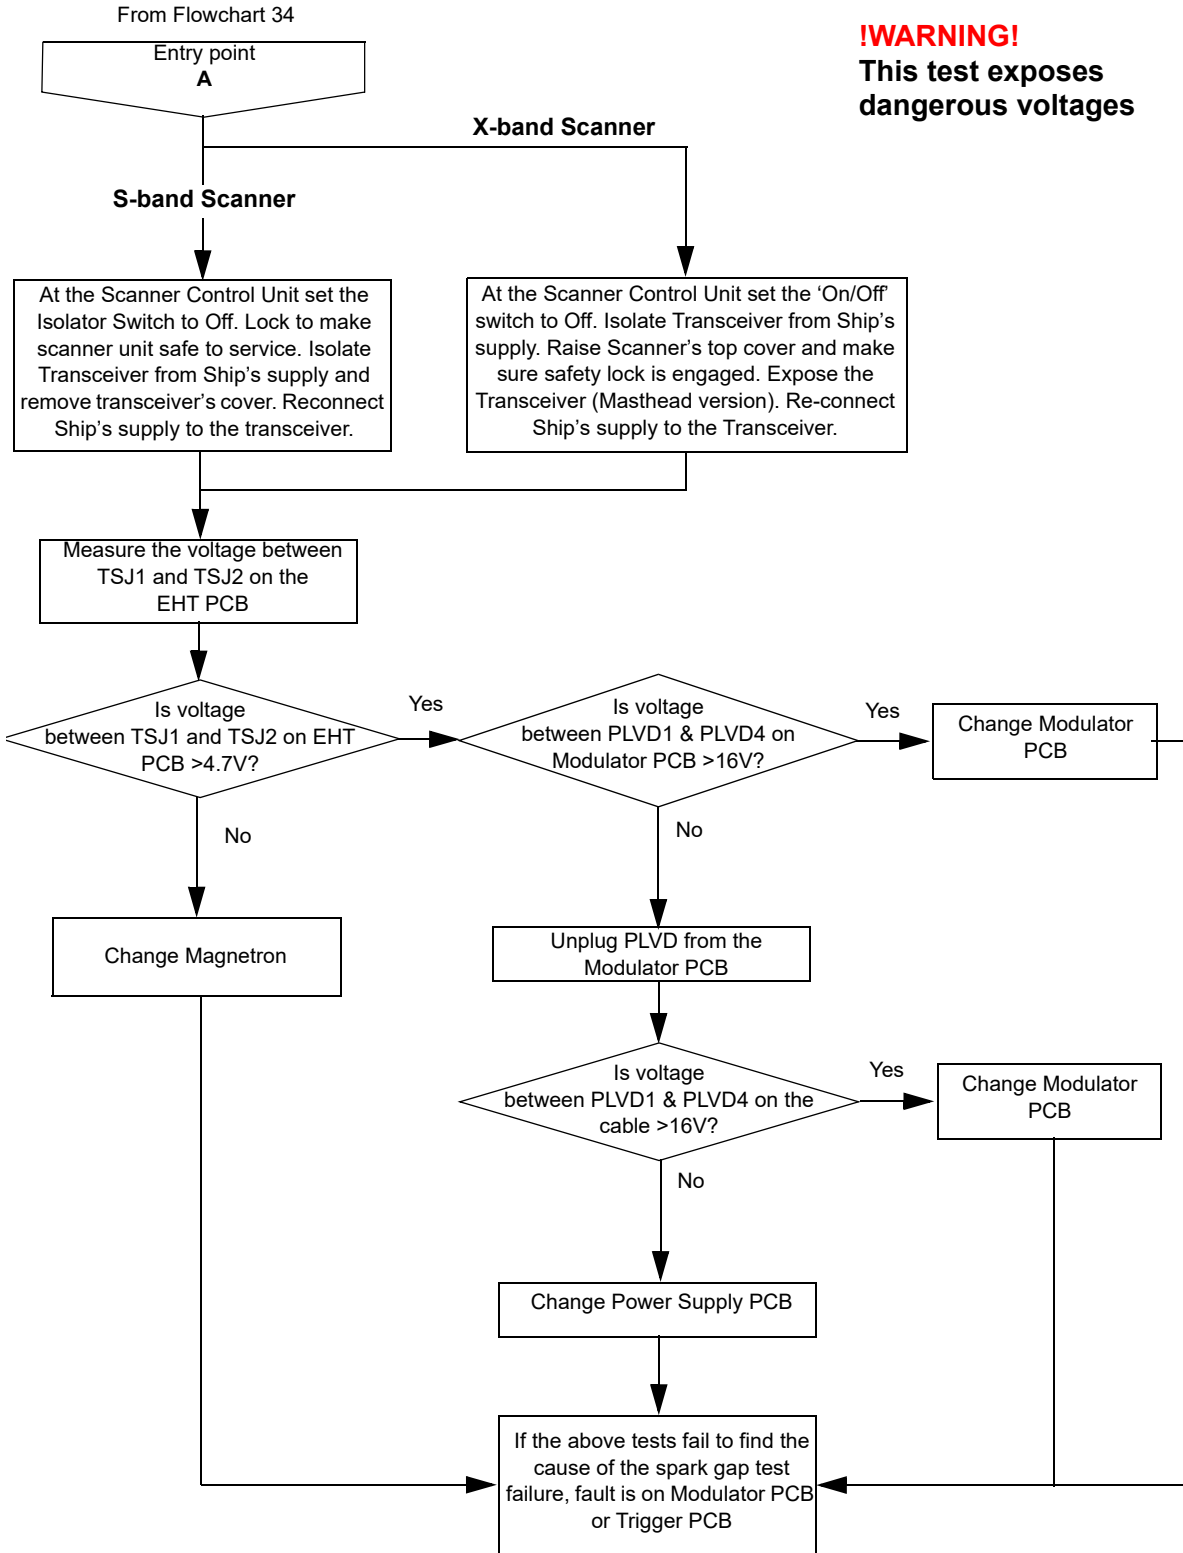 From Flowchart 34
Entry point
A
!WARNING!
This test exposes
dangerous voltages
X-band Scanner
S-band Scanner
At the Scanner Control Unit set the
Isolator Switch to Off. Lock to make
scanner unit safe to service. Isolate
Transceiver from Ship's supply and
remove transceiver's cover. Reconnect
Ship's supply to the transceiver.
At the Scanner Control Unit set the ‘On/Off’
switch to Off. Isolate Transceiver from Ship’s
supply. Raise Scanner’s top cover and make
sure safety lock is engaged. Expose the
Transceiver (Masthead version). Re-connect
Ship’s supply to the Transceiver.
Measure the voltage between
TSJ1 and TSJ2 on the
EHT PCB
Is voltage
between TSJ1 and TSJ2 on EHT
PCB >4.7V?
Yes
Is voltage
between PLVD1 & PLVD4 on
Modulator PCB >16V?
Yes
Change Modulator
PCB
No
No
Change Magnetron
Unplug PLVD from the
Modulator PCB
Is voltage
between PLVD1 & PLVD4 on the
cable >16V?
Yes
Change Modulator
PCB
No
Change Power Supply PCB
If the above tests fail to find the
cause of the spark gap test
failure, fault is on Modulator PCB
or Trigger PCB